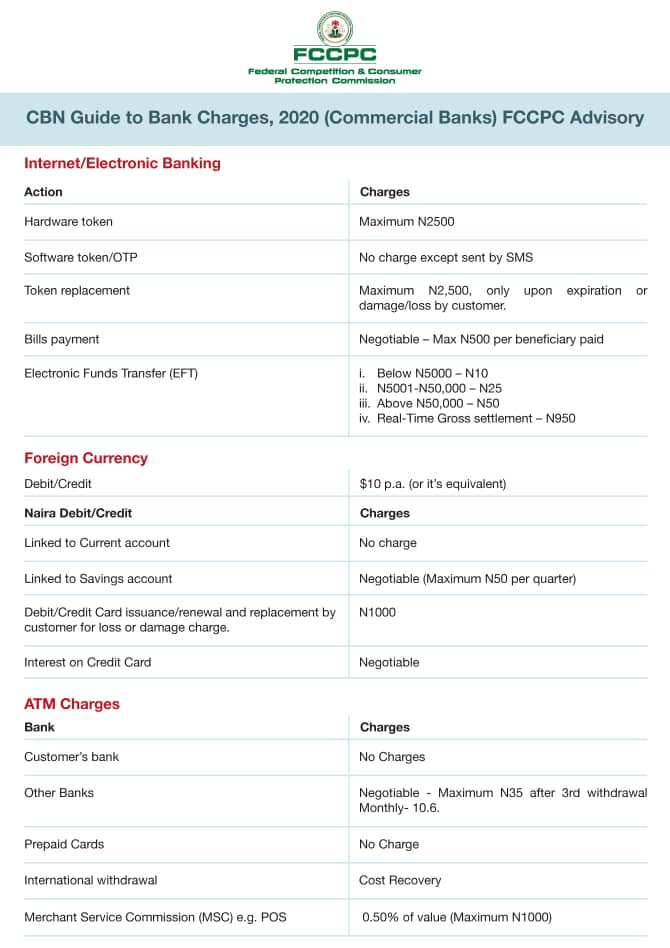 FCCPC
Federal Competition & Consumer
Protection Commission
CBN Guide to Bank Charges, 2020 (Commercial Banks) FCCPC Advisory
Internet/Electronic Banking
Action Charges
Hardware token Maximum N2500
Software token/OTP No charge except sent by SMS
Token replacement Maximum N2,500, only upon expiration or
damage/loss by customer.
Bills payment Negotiable – Max N500 per beneficiary paid
Electronic Funds Transfer (EFT) i. Below N5000 – N10
ii. N5001-N50,000 – N25
iii. Above N50,000 – N50
iv. Real-Time Gross settlement – N950
Foreign Currency
Debit/Credit $10 p.a. (or it's equivalent)
Naira Debit/Credit Charges
Linked to Current account No charge
Linked to Savings account Negotiable (Maximum N50 per quarter)
Debit/Credit Card issuance/renewal and replacement by N1000
customer for loss or damage charge.
Interest on Credit Card Negotiable
ATM Charges
Bank Charges
Customer's bank No Charges
Other Banks Negotiable - Maximum N35 after 3rd withdrawal
Monthly- 10.6.
Prepaid Cards No Charge
International withdrawal Cost Recovery
Merchant Service Commission (MSC) e.g. POS 0.50% of value (Maximum N1000)